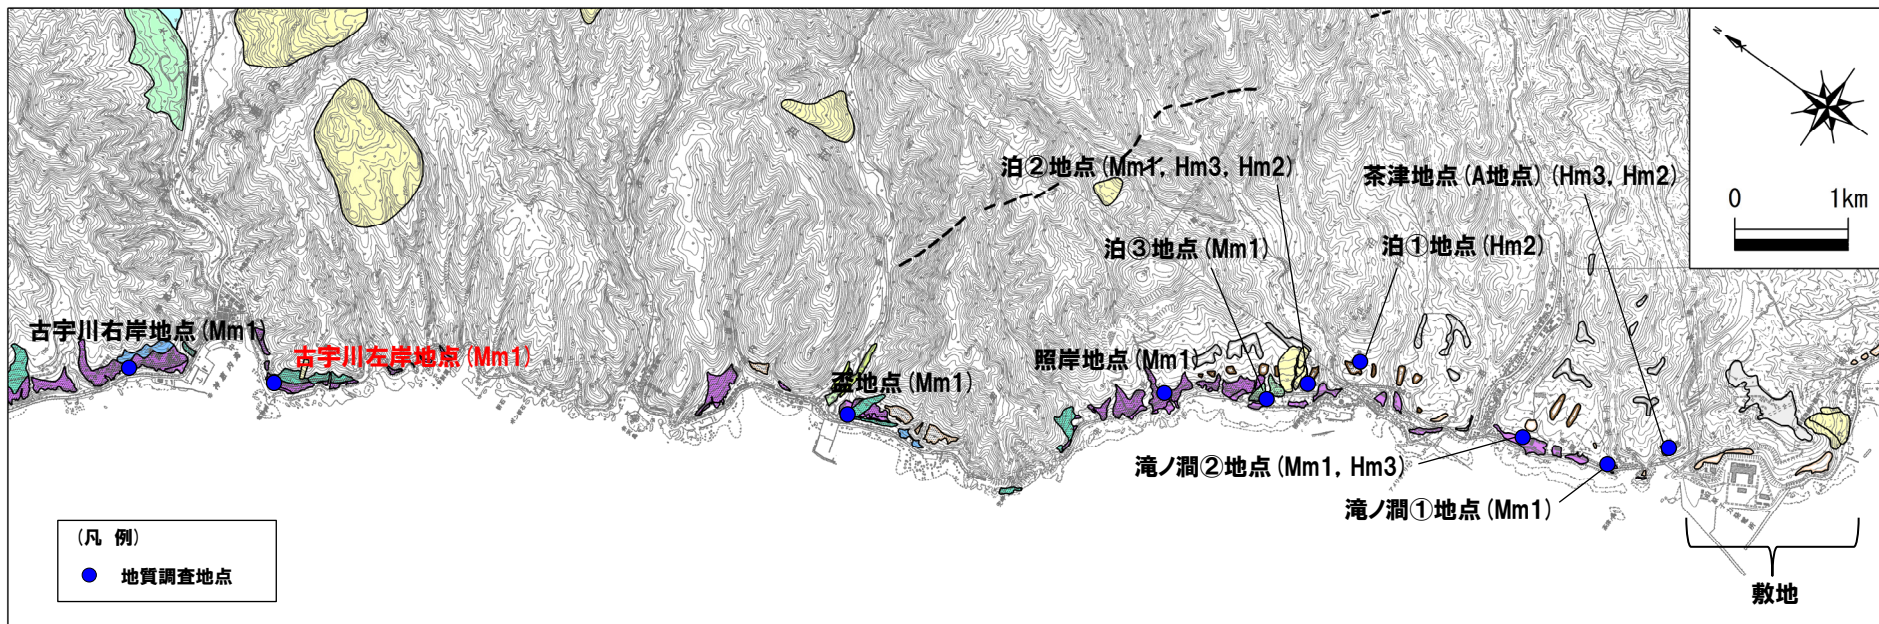 N
0 1km
泊②地点(Mm1, Hm3, Hm2)
茶津地点(A地点)(Hm3, Hm2)
泊③地点(Mm1)
泊①地点(Hm2)
古宇川右岸地点(Mm1)
古宇川左岸地点(Mm1)
盃地点(Mm1)
照岸地点(Mm1)
滝ノ澗②地点(Mm1, Hm3)
滝ノ澗①地点(Mm1)
(凡 例)
地質調査地点
敷地